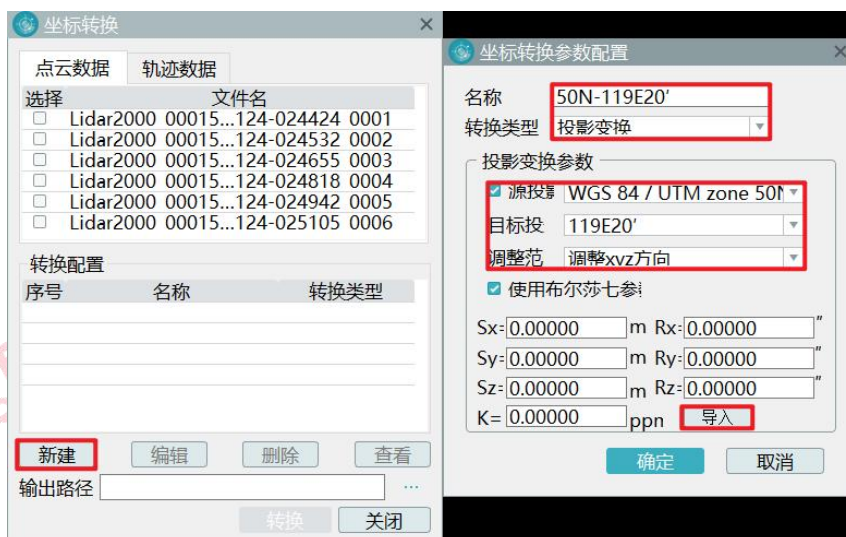 坐标转换
点云数据 轨迹数据
选择 文件名
Lidar2000 00015...124-024424 0001
Lidar2000 00015...124-024532 0002
Lidar2000 00015...124-024655 0003
Lidar2000 00015...124-024818 0004
Lidar2000 00015...124-024942 0005
Lidar2000 00015...124-025105 0006
转换配置
序号 名称 转换类型
新建 编辑 删除 查看
输出路径 ...
转换 关闭
坐标转换参数配置
名称 50N-119E20'
转换类型 投影变换
投影变换参数
源投影 WGS 84 / UTM zone 50N
目标投 119E20'
调整范 调整xyz方向
使用布尔莎七参
Sx= 0.00000 m Rx= 0.00000 "
Sy= 0.00000 m Ry= 0.00000 "
Sz= 0.00000 m Rz= 0.00000 "
K= 0.00000 ppn 导入
确定 取消